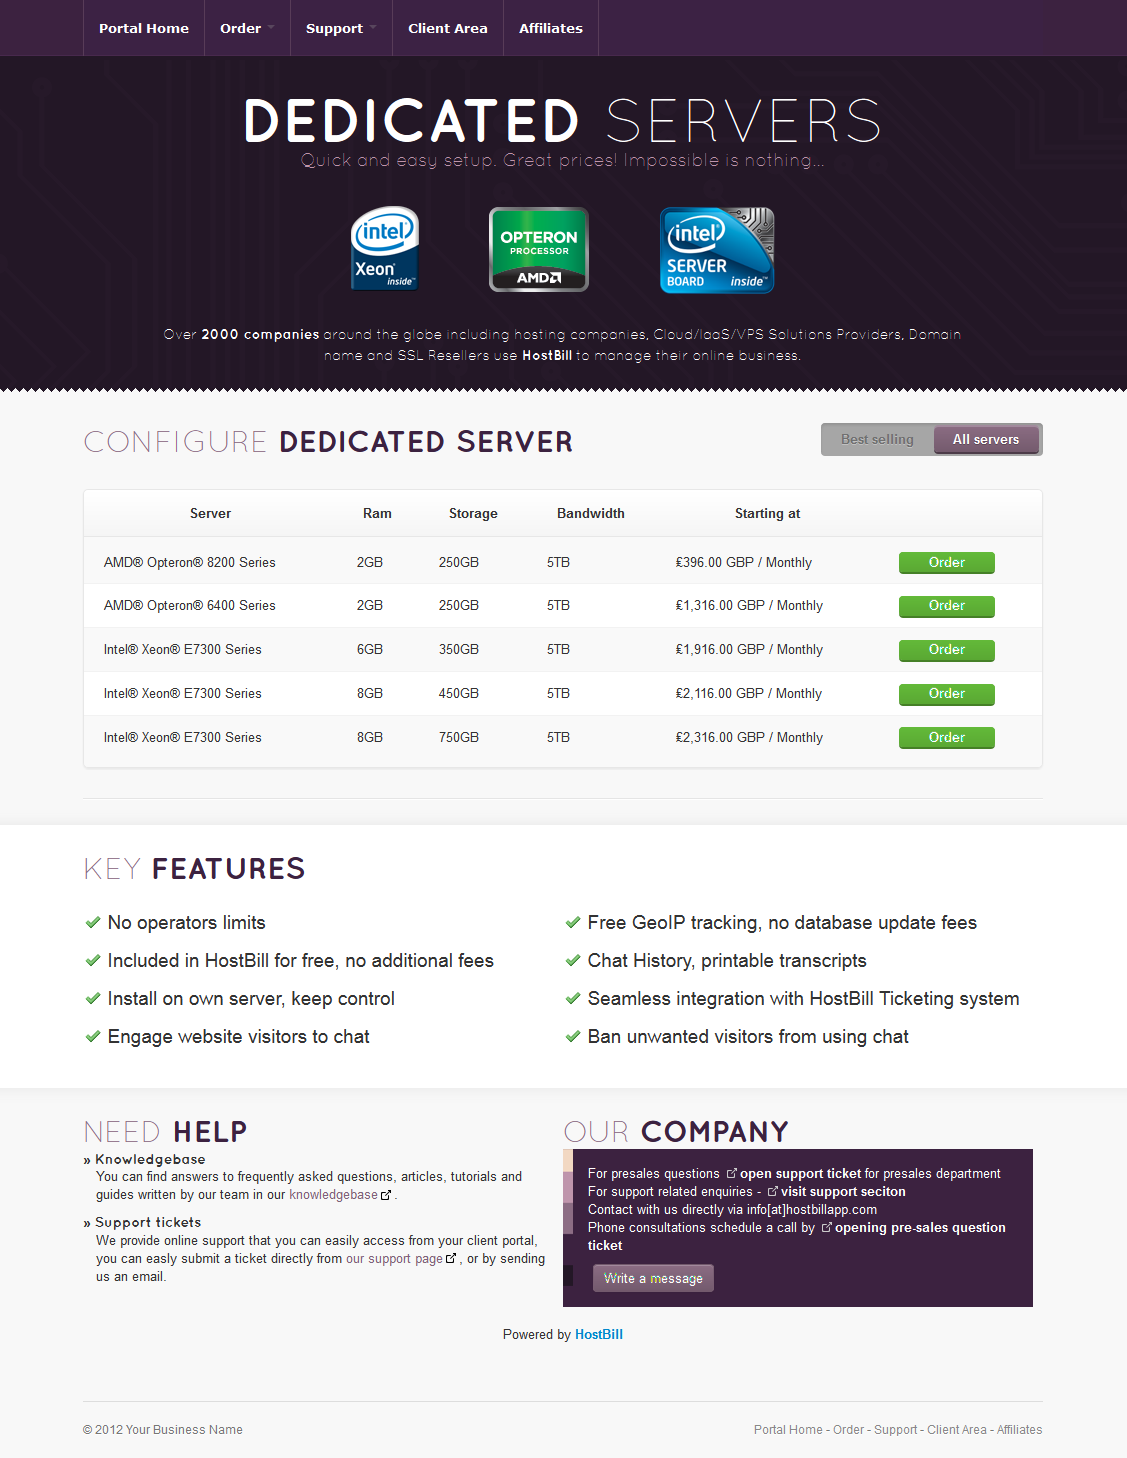 Portal Home Order Support Client Area Affiliates
DEDICATED SERVERS
Quick and easy setup. Great prices! Impossible is nothing...
intel Xeon inside™
OPTERON PROCESSOR AMD
intel SERVER BOARD inside™
Over 2000 companies around the globe including hosting companies, Cloud/IaaS/VPS Solutions Providers, Domain
name and SSL Resellers use HostBill to manage their online business.
CONFIGURE DEDICATED SERVER
Best selling All servers
Server Ram Storage Bandwidth Starting at
AMD® Opteron® 8200 Series 2GB 250GB 5TB £396.00 GBP / Monthly Order
AMD® Opteron® 6400 Series 2GB 250GB 5TB £1,316.00 GBP / Monthly Order
Intel® Xeon® E7300 Series 6GB 350GB 5TB £1,916.00 GBP / Monthly Order
Intel® Xeon® E7300 Series 8GB 450GB 5TB £2,116.00 GBP / Monthly Order
Intel® Xeon® E7300 Series 8GB 750GB 5TB £2,316.00 GBP / Monthly Order
KEY FEATURES
No operators limits
Included in HostBill for free, no additional fees
Install on own server, keep control
Engage website visitors to chat
Free GeoIP tracking, no database update fees
Chat History, printable transcripts
Seamless integration with HostBill Ticketing system
Ban unwanted visitors from using chat
NEED HELP
» Knowledgebase
You can find answers to frequently asked questions, articles, tutorials and
guides written by our team in our knowledgebase .
» Support tickets
We provide online support that you can easily access from your client portal,
you can easly submit a ticket directly from our support page , or by sending
us an email.
OUR COMPANY
For presales questions open support ticket for presales department
For support related enquiries - visit support seciton
Contact with us directly via info[at]hostbillapp.com
Phone consultations schedule a call by opening pre-sales question
ticket
Write a message
Powered by HostBill
© 2012 Your Business Name
Portal Home - Order - Support - Client Area - Affiliates